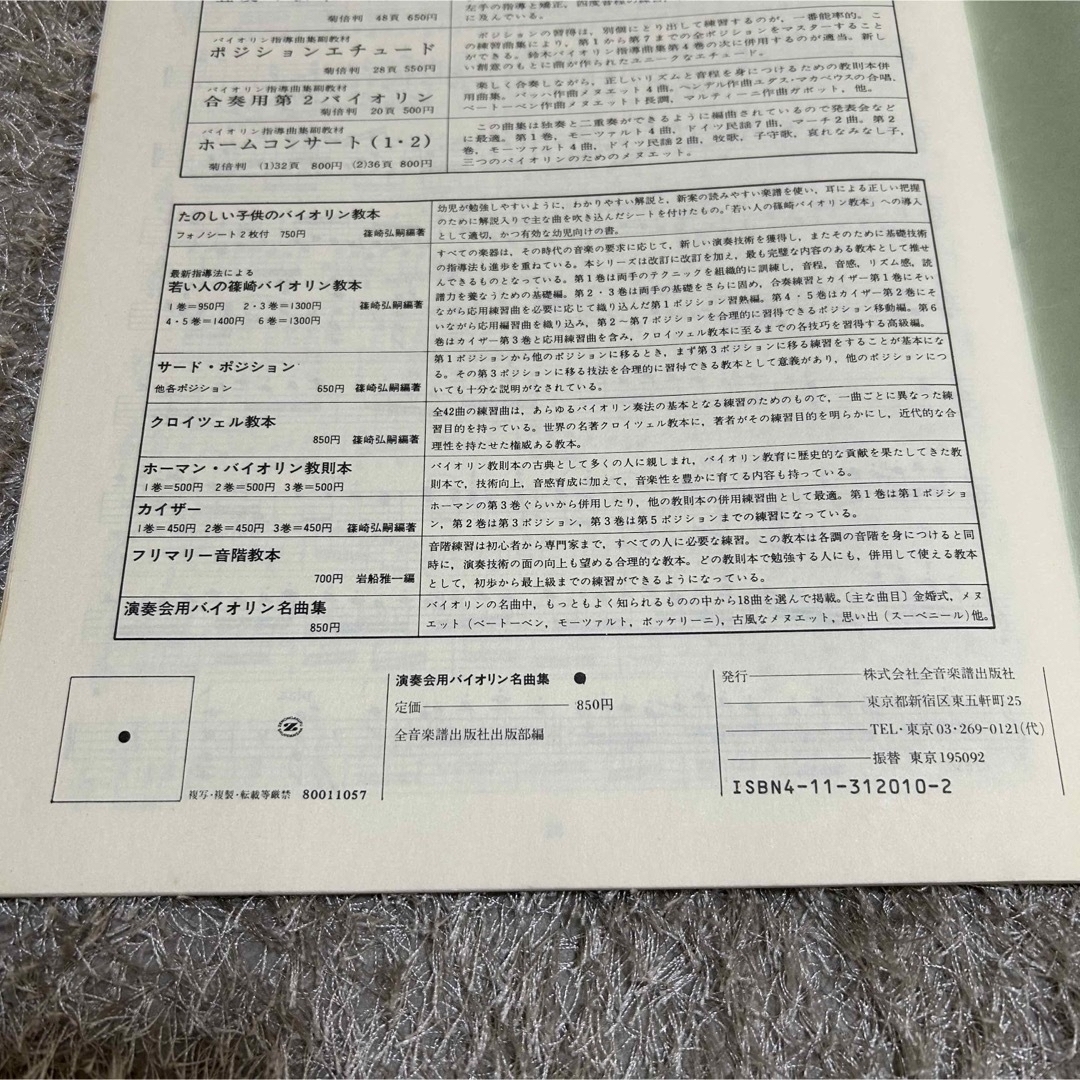 菊倍判 48頁 650円
に及んでいる。
バイオリン指導曲集副教材
ポジションエチュード
菊倍判 28頁 550円
ポジションの習得は，別個にとり出して練習するのが，一番能率的。こ
の練習曲集により，第1から第7までの全ポジションをマスターすること
ができる。鈴木バイオリン指導曲集第4巻の次に併用するのが適当。新し
い創意のもとに曲が作られたユニークなエチュード。
バイオリン指導曲集副教材
合奏用第2バイオリン
菊倍判 20頁 500円
楽しく合奏しながら，正しいリズムと音程を身につけるための教則本併
用曲集。バッハ作曲メヌエット4曲。ヘンデル作曲ユダス・マカベウスの合唱，
ベートーベン作曲メヌエットト長調，マルティーニ作曲ガボット，他。
バイオリン指導曲集副教材
ホームコンサート(1・2)
菊倍判 (1)32頁 800円 (2)36頁 800円
この曲集は独奏と二重奏ができるように編曲されているので発表会など
に最適。第1巻，モーツァルト4曲，ドイツ民謡7曲，マーチ2曲。第2
巻，モーツァルト4曲，ドイツ民謡2曲，牧歌，子守歌，哀れなみなし子，
三つのバイオリンのためのメヌエット。
たのしい子供のバイオリン教本
フォノシート2枚付 750円 篠崎弘嗣編著
幼児が勉強しやすいように，わかりやすい解説と，新案の読みやすい楽譜を使い，耳による正しい把握
のために解説入りで主な曲を吹き込んだシートを付けたもの。「若い人の篠崎バイオリン教本」への導入
として適切，かつ有効な幼児向けの書。
最新指導法による
若い人の篠崎バイオリン教本
1巻=950円 2・3巻=1300円 篠崎弘嗣編著
4・5巻=1400円 6巻=1300円
すべての楽器は，その時代の音楽の要求に応じて，新しい演奏技術を獲得し，またそのために基礎技術
の指導法も進歩を重ねている。本シリーズは改訂に改訂を加え，最も完璧な内容のある教本として推せ
んできるものとなっている。第1巻は両手のテクニックを組織的に訓練し，音程，音感，リズム感，読
譜力を養なうための基礎編。2・3巻は両手の基礎をさらに固め，合奏練習とカイザー第1巻にそい
ながら応用練習曲を必要に応じて織り込んだ第1ポジション習熟編。第4・5巻はカイザー第2巻にそ
いながら応用編習曲を織り込み，第2〜第7ポジションを合理的に習得できるポジション移動編。第6
巻はカイザー第3巻と応用練習曲を含み，クロイツェル教本に至るまでの各技巧を習得する高級編。
サード・ポジション
他各ポジション 650円 篠崎弘嗣編著
第1ポジションから他のポジションに移るとき，まず第3ポジションに移る練習をすることが基本にな
る。その第3ポジションに移る技法を合理的に習得できる教本として意義があり，他のポジションにつ
いても十分な説明がなされている。
クロイツェル教本
850円 篠崎弘嗣編著
全42曲の練習曲は，あらゆるバイオリン奏法の基本となる練習のためのもので，一曲ごとに異なった練
習目的を持っている。世界の名著クロイツェル教本に，著者がその練習目的を明らかにし，近代的な合
理性を持たせた権威ある教本。
ホーマン・バイオリン教則本
1巻=500円 2巻=500円 3巻=500円
バイオリン教則本の古典として多くの人に親しまれ，バイオリン教育に歴史的な貢献を果たしてきた教
則本で，技術向上，音感育成に加えて，音楽性を豊かに育てる内容も持っている。
カイザー
1巻=450円 2巻=450円 3巻=450円 篠崎弘嗣編著
ホーマンの第3巻ぐらいから併用したり，他の教則本の併用練習曲として最適。第1巻は第1ポジショ
ン，第2巻は第3ポジション，第3巻は第5ポジションまでの練習になっている。
フリマリー音階教本
700円 岩船雅一編
音階練習は初心者から専門家まで，すべての人に必要な練習。この教本は各調の音階を身につけると同
時に，演奏技術の面の向上も望める合理的な教本。どの教則本で勉強する人にも，併用して使える教本
として，初歩から最上級までの練習ができるようになっている。
演奏会用バイオリン名曲集
850円
バイオリンの名曲中，もっともよく知られるものの中から18曲を選んで掲載。〔主な曲目〕金婚式，メヌ
エット(ベートーベン，モーツァルト，ボッケリーニ)，古風なメヌエット，思い出(スーベニール)他。
複写・複製・転載等厳禁 80011057
演奏会用バイオリン名曲集 ●
定価 850円
全音楽譜出版社出版部編
発行 株式会社全音楽譜出版社
東京都新宿区東五軒町25
TEL・東京03・269-0121(代)
振替 東京195092
ISBN4-11-312010-2